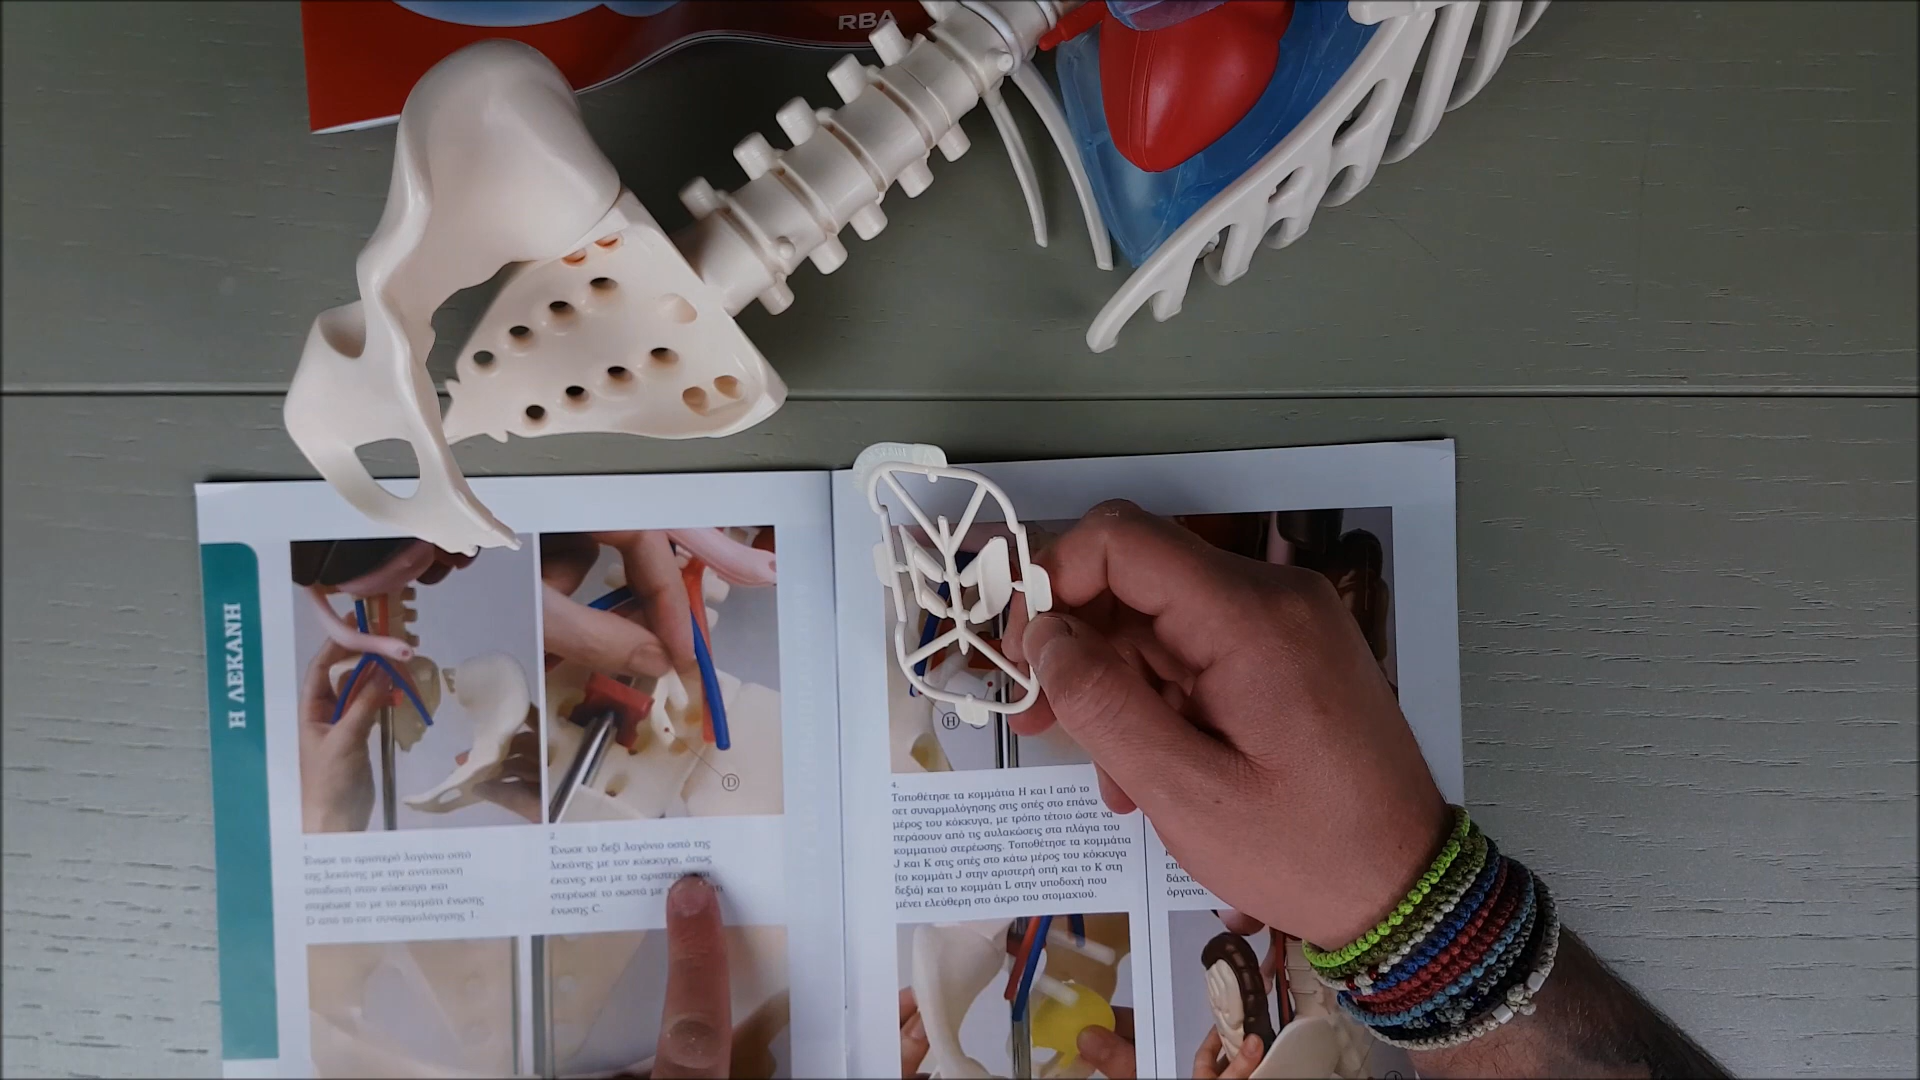 RBA
Η ΛΕΚΑΝΗ
D
H
1.
Ένωσε το αριστερό λαγόνιο οστό
της λεκάνης με την αντίστοιχη
υποδοχή στον κόκκυγα και
στερέωσέ το με το κομμάτι ένωσης
D από το σετ συναρμολόγησης 1.
2.
Ένωσε το δεξί λαγόνιο οστό της
λεκάνης με τον κόκκυγα, όπως
έκανες και με το αριστερό
στερέωσέ το σωστά με
ένωσης C.
4.
Τοποθέτησε τα κομμάτια H και I από το
σετ συναρμολόγησης στις οπές στο επάνω
μέρος του κόκκυγα, με τρόπο τέτοιο ώστε να
περάσουν από τις αυλακώσεις στα πλάγια του
κομματιού στερέωσης. Τοποθέτησε τα κομμάτια
J και K στις οπές στο κάτω μέρος του κόκκυγα
(το κομμάτι J στην αριστερή οπή και το K στη
δεξιά) και το κομμάτι L στην υποδοχή που
μένει ελεύθερη στο άκρο του στομαχιού.
όργανα.